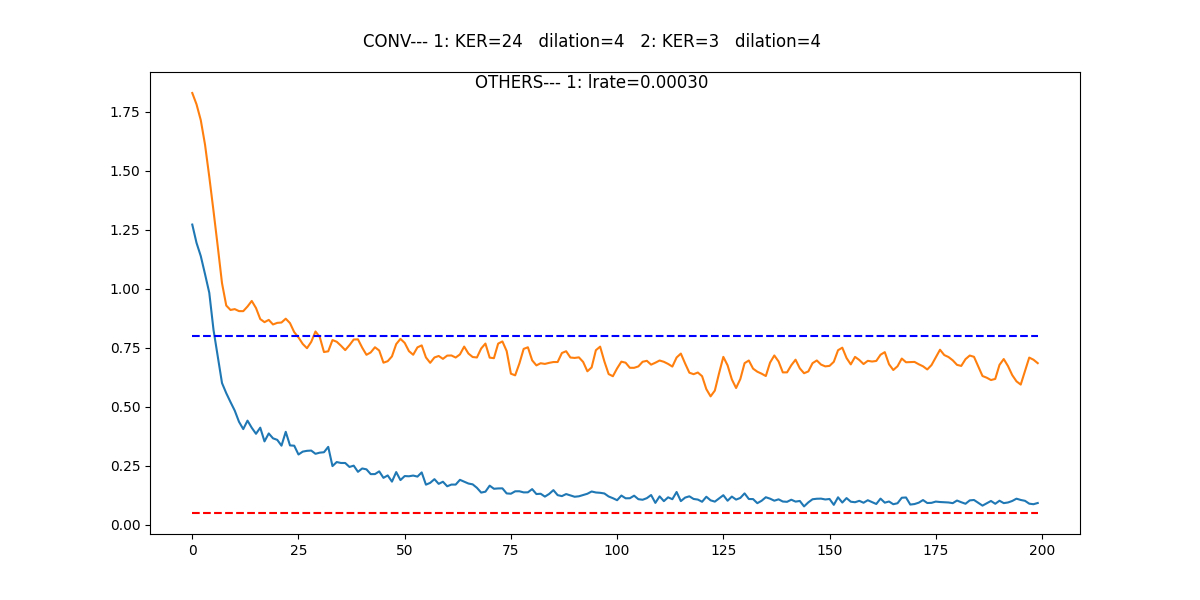 CONV--- 1: KER=24   dilation=4   2: KER=3   dilation=4
OTHERS--- 1: lrate=0.00030
1.75
1.50
1.25
1.00
0.75
0.50
0.25
0.00
0 25 50 75 100 125 150 175 200